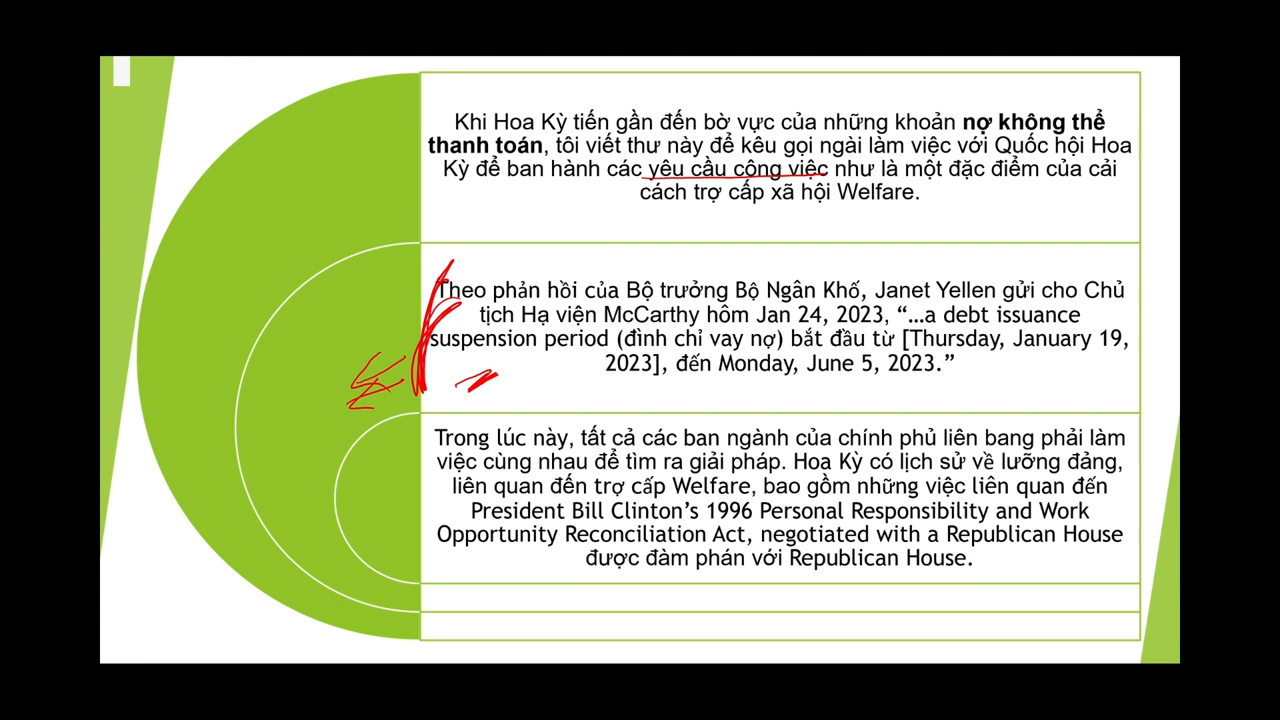 Khi Hoa Kỳ tiến gần đến bờ vực của những khoản nợ không thể
thanh toán, tôi viết thư này để kêu gọi ngài làm việc với Quốc hội Hoa
Kỳ để ban hành các yêu cầu công việc như là một đặc điểm của cải
cách trợ cấp xã hội Welfare.
Theo phản hồi của Bộ trưởng Bộ Ngân Khố, Janet Yellen gửi cho Chủ
tịch Hạ viện McCarthy hôm Jan 24, 2023, “…a debt issuance
suspension period (đình chỉ vay nợ) bắt đầu từ [Thursday, January 19,
2023], đến Monday, June 5, 2023.”
Trong lúc này, tất cả các ban ngành của chính phủ liên bang phải làm
việc cùng nhau để tìm ra giải pháp. Hoa Kỳ có lịch sử về lưỡng đảng,
liên quan đến trợ cấp Welfare, bao gồm những việc liên quan đến
President Bill Clinton’s 1996 Personal Responsibility and Work
Opportunity Reconciliation Act, negotiated with a Republican House
được đàm phán với Republican House.